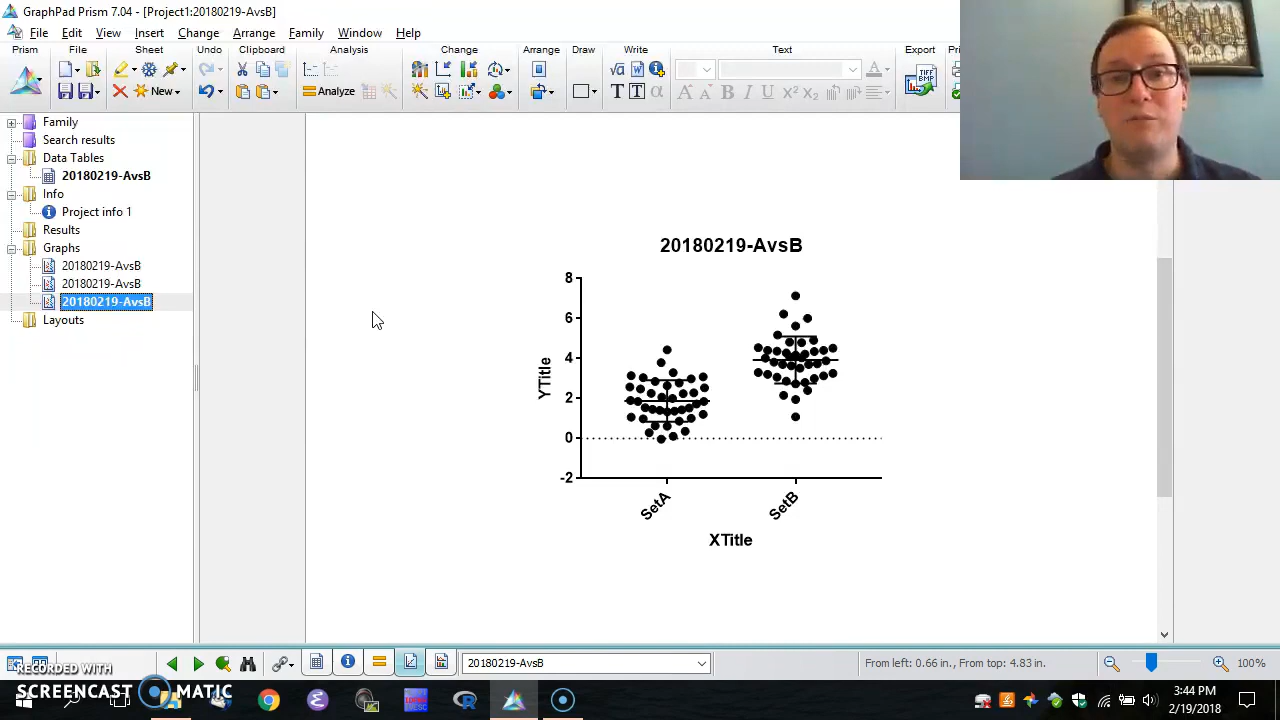 GraphPad Prism 7.04 - [Project1:20180219-AvsB]
File Edit View Insert Change Arrange Family Window Help
Prism File Sheet Undo Clipboard Analysis Change Arrange Draw Write Text Export
New
Analyze
Family
Search results
Data Tables
20180219-AvsB
Info
Project info 1
Results
Graphs
20180219-AvsB
20180219-AvsB
20180219-AvsB
Layouts
20180219-AvsB
8
6
4
2
0
-2
YTitle
SetA
SetB
XTitle
20180219-AvsB
From left: 0.66 in., From top: 4.83 in.
100%
RECORDED WITH
SCREENCAST MATIC
3:44 PM
2/19/2018